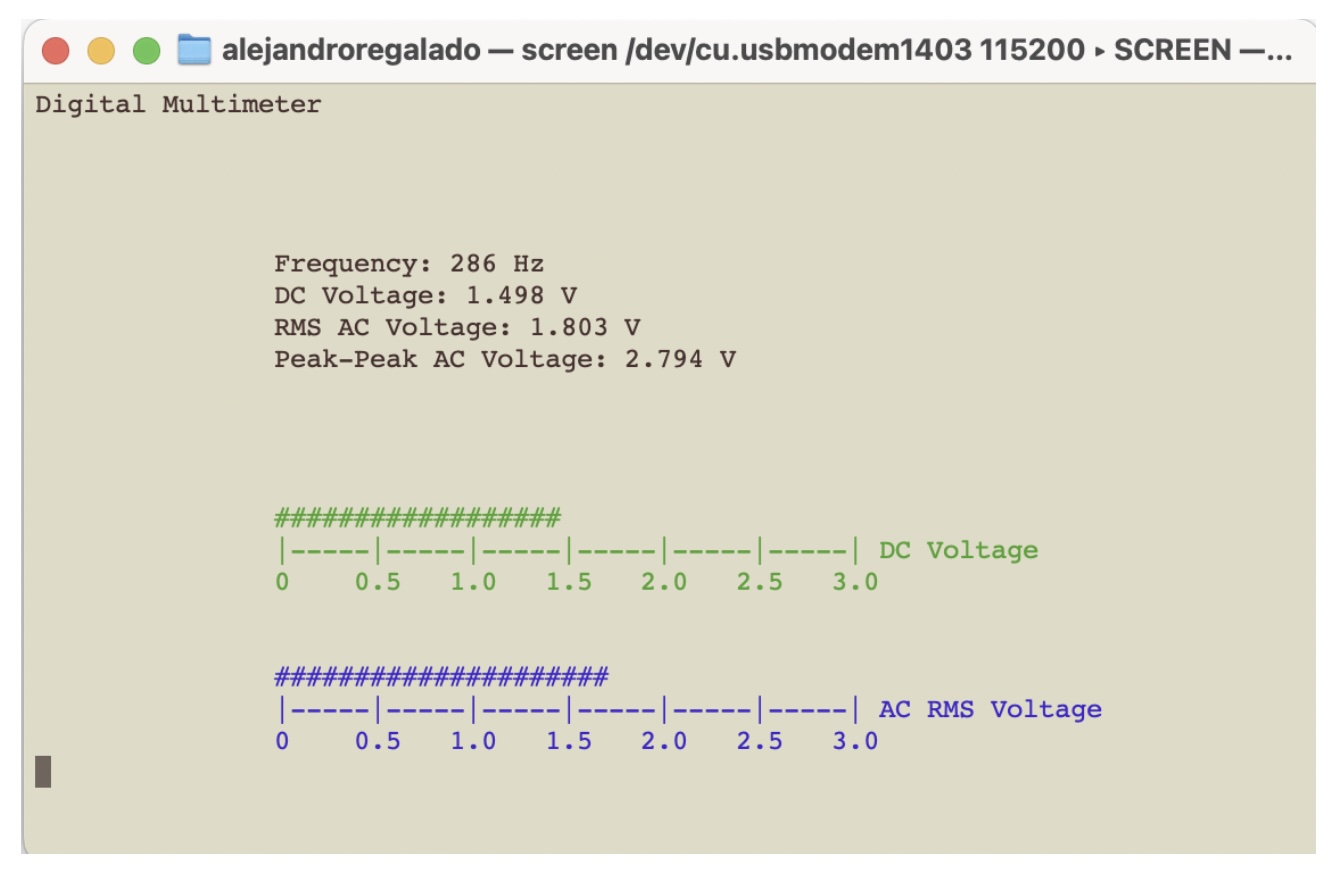 alejandroregalado — screen /dev/cu.usbmodem1403 115200 ▸ SCREEN —...
Digital Multimeter
Frequency: 286 Hz
DC Voltage: 1.498 V
RMS AC Voltage: 1.803 V
Peak-Peak AC Voltage: 2.794 V
##################
|-----|-----|-----|-----|-----|-----| DC Voltage
0 0.5 1.0 1.5 2.0 2.5 3.0
#####################
|-----|-----|-----|-----|-----|-----| AC RMS Voltage
0 0.5 1.0 1.5 2.0 2.5 3.0